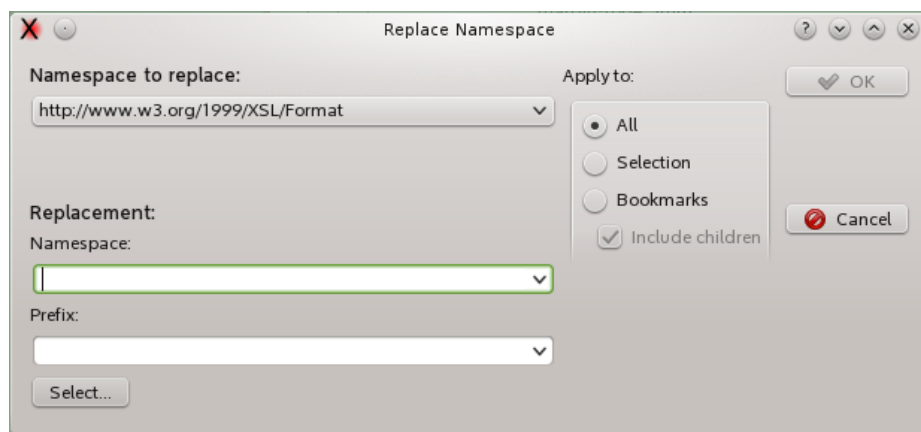 Replace Namespace
Namespace to replace:
http://www.w3.org/1999/XSL/Format
Apply to:
All
Selection
Bookmarks
Include children
OK
Cancel
Replacement:
Namespace:
Prefix:
Select...